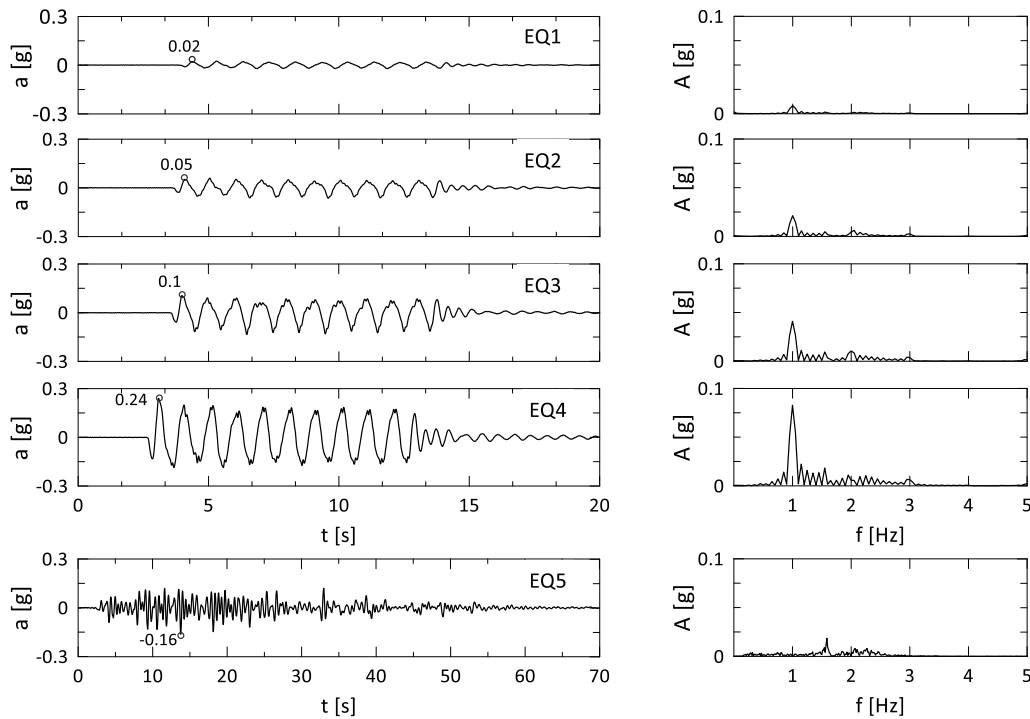 0.3
a [g]
0
-0.3
0.02
EQ1
0.1
A [g]
0
0.3
a [g]
0
-0.3
0.05
EQ2
0.1
A [g]
0
0.3
a [g]
0
-0.3
0.1
EQ3
0.1
A [g]
0
0.3
a [g]
0
-0.3
0.24
EQ4
0 5 10 15 20
t [s]
0.1
A [g]
0
1 2 3 4 5
f [Hz]
0.3
a [g]
0
-0.3
-0.16
EQ5
0 10 20 30 40 50 60 70
t [s]
0.1
A [g]
0
1 2 3 4 5
f [Hz]